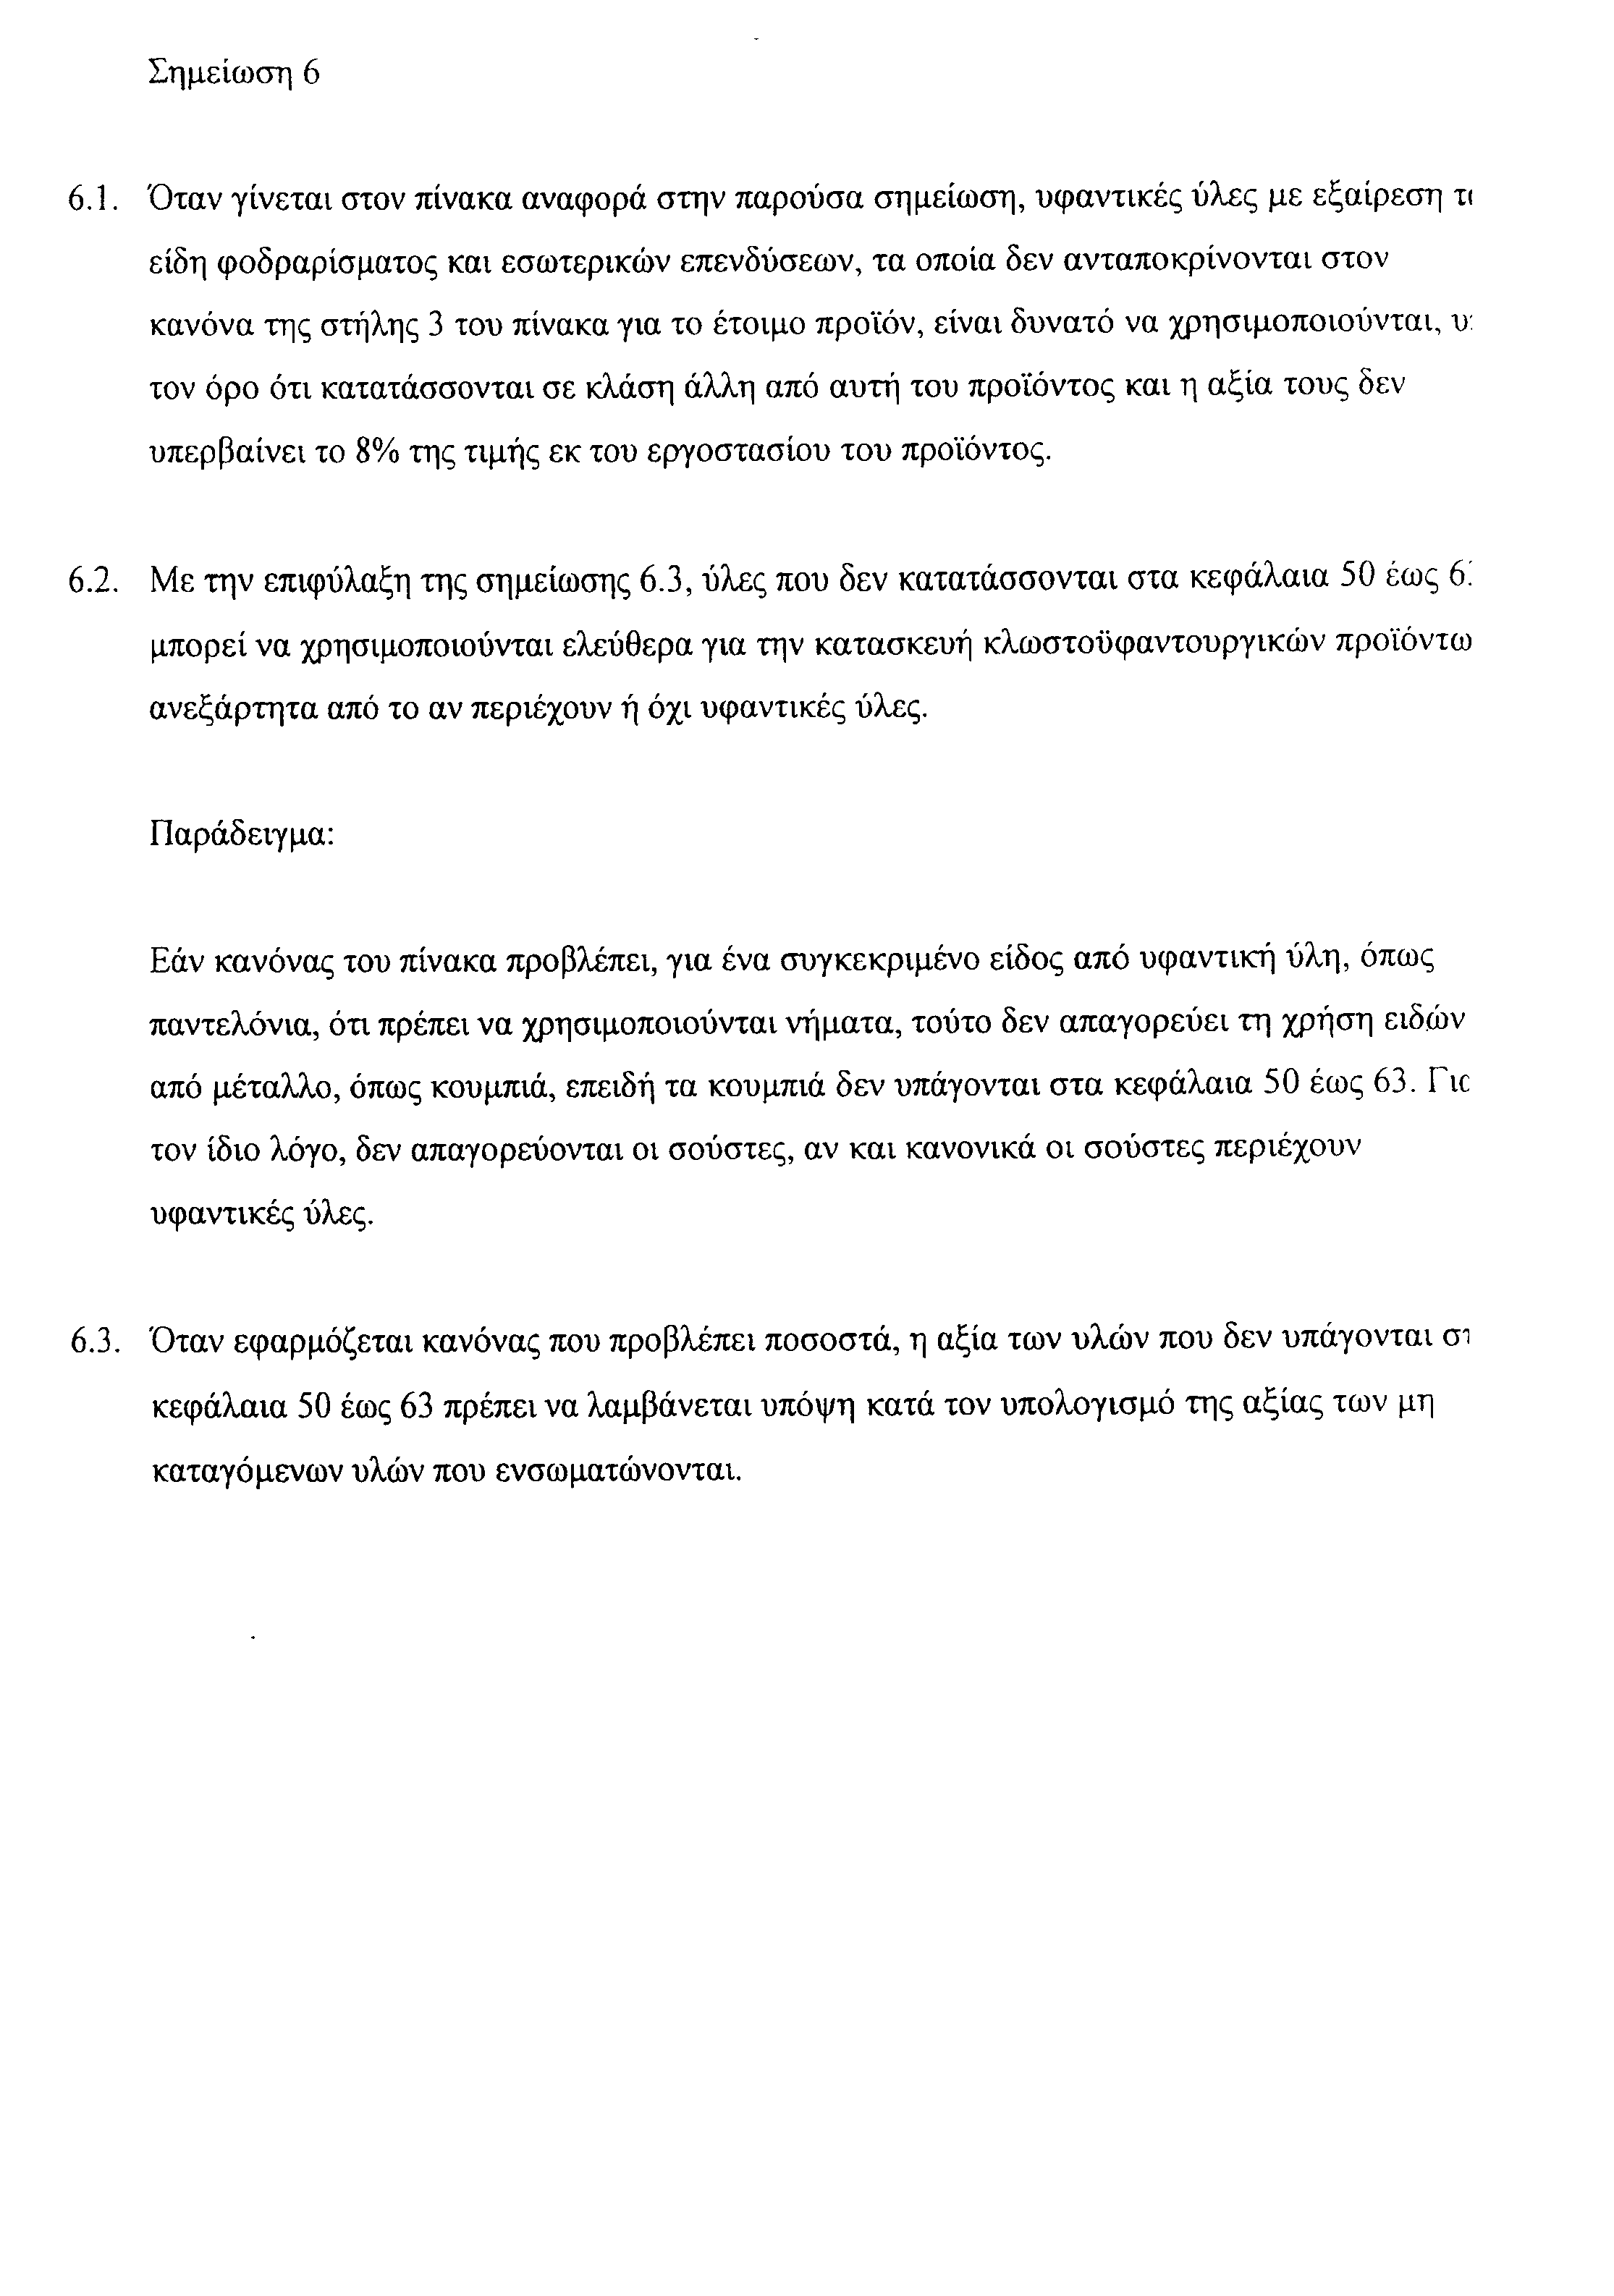 Σημείωση 6
6.1. Όταν γίνεται στον πίνακα αναφορά στην παρούσα σημείωση, υφαντικές ύλες με εξαίρεση
είδη φοδραρίσματος και εσωτερικών επενδύσεων, τα οποία δεν ανταποκρίνονται στον
κανόνα της στήλης 3 του πίνακα για το έτοιμο προϊόν, είναι δυνατό να χρησιμοποιούνται,
τον όρο ότι κατατάσσονται σε κλάση άλλη από αυτή του προϊόντος και η αξία τους δεν
υπερβαίνει το 8% της τιμής εκ του εργοστασίου του προϊόντος.
6.2. Με την επιφύλαξη της σημείωσης 6.3, ύλες που δεν κατατάσσονται στα κεφάλαια 50 έως
μπορεί να χρησιμοποιούνται ελεύθερα για την κατασκευή κλωστοϋφαντουργικών προϊόντω
ανεξάρτητα από το αν περιέχουν ή όχι υφαντικές ύλες.
Παράδειγμα:
Εάν κανόνας του πίνακα προβλέπει, για ένα συγκεκριμένο είδος από υφαντική ύλη, όπως
παντελόνια, ότι πρέπει να χρησιμοποιούνται νήματα, τούτο δεν απαγορεύει τη χρήση ειδών
από μέταλλο, όπως κουμπιά, επειδή τα κουμπιά δεν υπάγονται στα κεφάλαια 50 έως 63.
τον ίδιο λόγο, δεν απαγορεύονται οι σούστες, αν και κανονικά οι σούστες περιέχουν
υφαντικές ύλες.
6.3. Όταν εφαρμόζεται κανόνας που προβλέπει ποσοστά, η αξία των υλών που δεν υπάγονται
κεφάλαια 50 έως 63 πρέπει να λαμβάνεται υπόψη κατά τον υπολογισμό της αξίας των μη
καταγόμενων υλών που ενσωματώνονται.